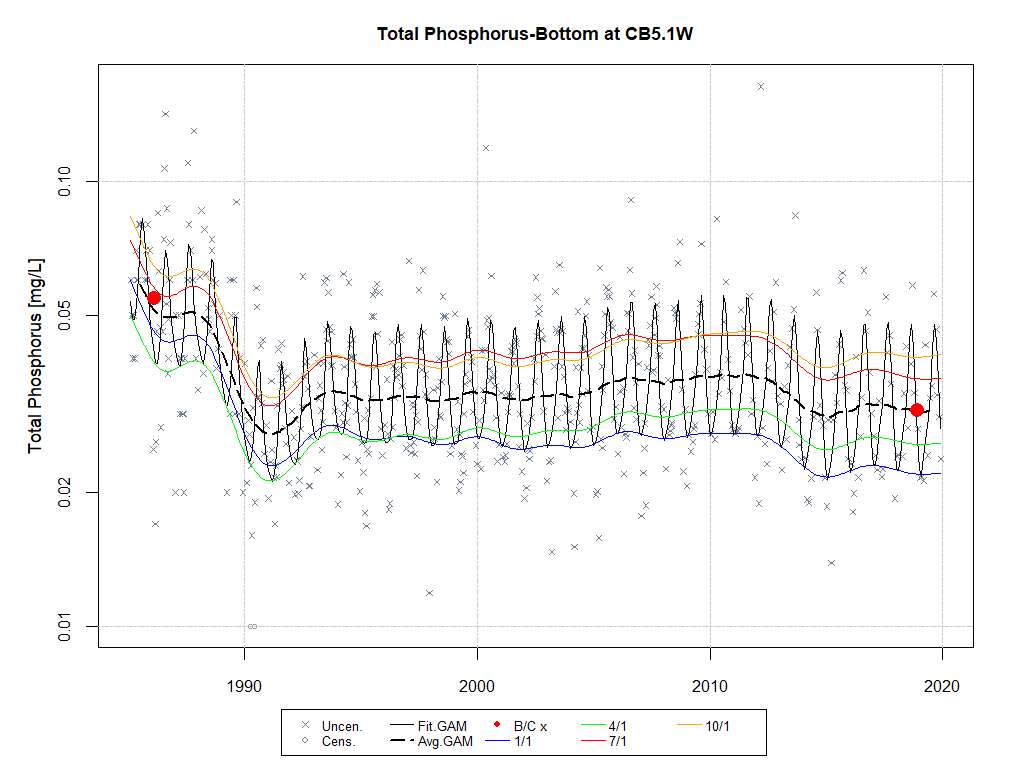 Total Phosphorus-Bottom at CB5.1W
Total Phosphorus [mg/L]
0.10
0.05
0.02
0.01
1990 2000 2010 2020
Uncen. Fit.GAM B/C x 4/1 10/1
Cens. Avg.GAM 1/1 7/1